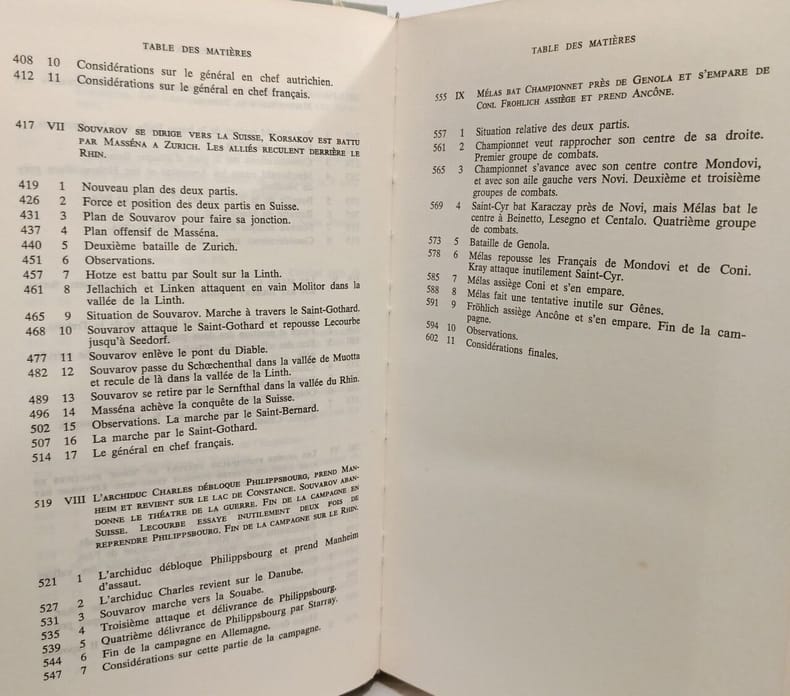 TABLE DES MATIÈRES
408 10 Considérations sur le général en chef autrichien.
412 11 Considérations sur le général en chef français.
417 VII SOUVAROV SE DIRIGE VERS LA SUISSE, KORSAKOV EST BATTU
PAR MASSÉNA A ZURICH. LES ALLIÉS RECULENT DERRIÈRE LE
RHIN.
419 1 Nouveau plan des deux partis.
426 2 Force et position des deux partis en Suisse.
431 3 Plan de Souvarov pour faire sa jonction.
437 4 Plan offensif de Masséna.
440 5 Deuxième bataille de Zurich.
451 6 Observations.
457 7 Hotze est battu par Soult sur la Linth.
461 8 Jellachich et Linken attaquent en vain Molitor dans la
vallée de la Linth.
465 9 Situation de Souvarov. Marche à travers le Saint-Gothard.
468 10 Souvarov attaque le Saint-Gothard et repousse Lecourbe
jusqu'à Seedorf.
477 11 Souvarov enlève le pont du Diable.
482 12 Souvarov passe du Schœchenthal dans la vallée de Muotta
et recule de là dans la vallée de la Linth.
489 13 Souvarov se retire par le Sernfthal dans la vallée du Rhin.
496 14 Masséna achève la conquête de la Suisse.
502 15 Observations. La marche par le Saint-Bernard.
507 16 La marche par le Saint-Gothard.
514 17 Le général en chef français.
519 VIII L'ARCHIDUC CHARLES DÉBLOQUE PHILIPPSBOURG, PREND MAN-
HEIM ET REVIENT SUR LE LAC DE CONSTANCE. SOUVAROV ABAN-
DONNE LE THÉATRE DE LA GUERRE. FIN DE LA CAMPAGNE EN
SUISSE. LECOURBE ESSAYE INUTILEMENT DEUX FOIS DE
REPRENDRE PHILIPPSBOURG. FIN DE LA CAMPAGNE SUR LE RHIN.
521 1 L'archiduc débloque Philippsbourg et prend Manheim
d'assaut.
527 2 L'archiduc Charles revient sur le Danube.
531 3 Souvarov marche vers la Souabe.
535 4 Troisième attaque et délivrance de Philippsbourg.
539 5 Quatrième délivrance de Philippsbourg par Starray.
544 6 Fin de la campagne en Allemagne.
547 7 Considérations sur cette partie de la campagne.
TABLE DES MATIÈRES
555 IX MÉLAS BAT CHAMPIONNET PRÈS DE GENOLA ET S'EMPARE DE
CONI. FROHLICH ASSIÈGE ET PREND ANCÔNE.
557 1 Situation relative des deux partis.
561 2 Championnet veut rapprocher son centre de sa droite.
Premier groupe de combats.
565 3 Championnet s'avance avec son centre contre Mondovi,
et avec son aile gauche vers Novi. Deuxième et troisième
groupes de combats.
569 4 Saint-Cyr bat Karaczay près de Novi, mais Mélas bat le
centre à Beinetto, Lesegno et Centalo. Quatrième groupe
de combats.
573 5 Bataille de Genola.
578 6 Mélas repousse les Français de Mondovi et de Coni.
Kray attaque inutilement Saint-Cyr.
585 7 Mélas assiège Coni et s'en empare.
588 8 Mélas fait une tentative inutile sur Gênes.
591 9 Fröhlich assiège Ancône et s'en empare. Fin de la cam-
pagne.
594 10 Observations.
602 11 Considérations finales.